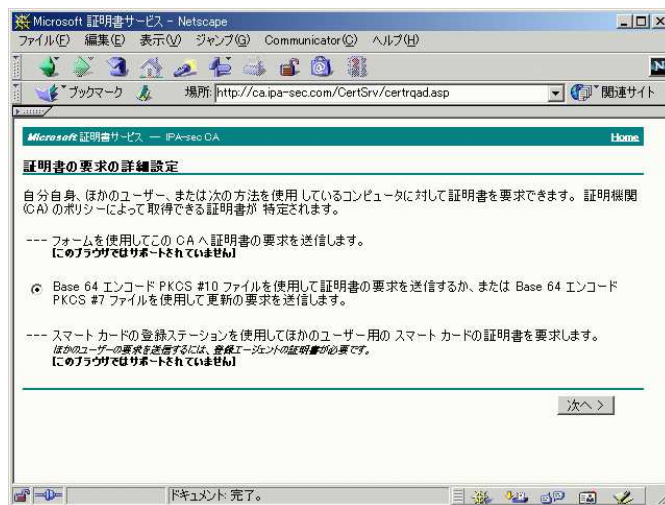 Microsoft 証明書サービス - Netscape
ファイル(F) 編集(E) 表示(V) ジャンプ(G) Communicator(C) ヘルプ(H)
N
ブックマーク 場所: http://ca.ipa-sec.com/CertSrv/certrqad.asp 関連サイト
Microsoft 証明書サービス — IPA-sec CA Home
証明書の要求の詳細設定
自分自身、ほかのユーザー、または次の方法を使用 しているコンピュータに対して証明書を要求できます。 証明機関
(CA) のポリシーによって取得できる証明書が 特定されます。
--- フォームを使用してこの CA へ証明書の要求を送信します。
[このブラウザではサポートされていません]
Base 64 エンコード PKCS #10 ファイルを使用して証明書の要求を送信するか、または Base 64 エンコード
PKCS #7 ファイルを使用して更新の要求を送信します。
--- スマート カードの登録ステーションを使用してほかのユーザー用の スマート カードの証明書を要求します。
ほかのユーザーの要求を送信するには、登録エージェントの証明書が必要です。
[このブラウザではサポートされていません]
次へ >
ドキュメント: 完了。